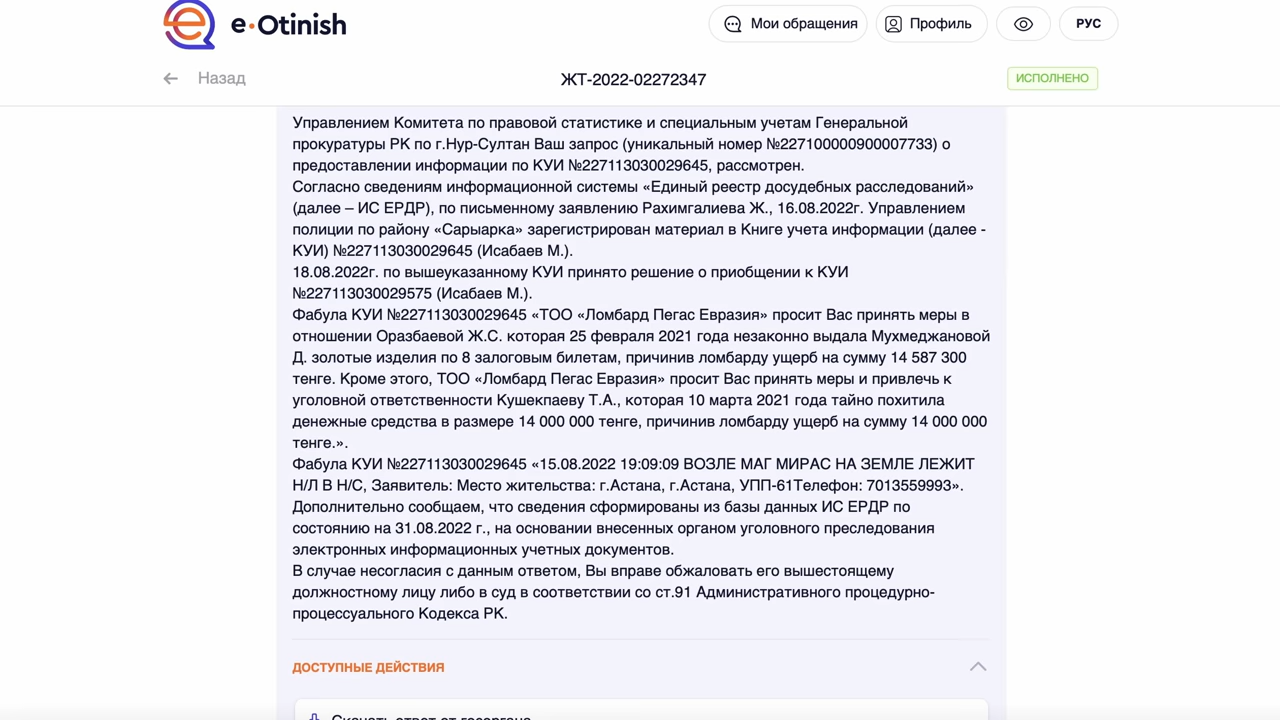 e·Otinish
Мои обращения
Профиль
РУС
Назад
ЖТ-2022-02272347
ИСПОЛНЕНО
Управлением Комитета по правовой статистике и специальным учетам Генеральной
прокуратуры РК по г.Нур-Султан Ваш запрос (уникальный номер №227100000900007733) о
предоставлении информации по КУИ №227113030029645, рассмотрен.
Согласно сведениям информационной системы «Единый реестр досудебных расследований»
(далее – ИС ЕРДР), по письменному заявлению Рахимгалиева Ж., 16.08.2022г. Управлением
полиции по району «Сарыарка» зарегистрирован материал в Книге учета информации (далее -
КУИ) №227113030029645 (Исабаев М.).
18.08.2022г. по вышеуказанному КУИ принято решение о приобщении к КУИ
№227113030029575 (Исабаев М.).
Фабула КУИ №227113030029645 «ТОО «Ломбард Пегас Евразия» просит Вас принять меры в
отношении Оразбаевой Ж.С. которая 25 февраля 2021 года незаконно выдала Мухмеджановой
Д. золотые изделия по 8 залоговым билетам, причинив ломбарду ущерб на сумму 14 587 300
тенге. Кроме этого, ТОО «Ломбард Пегас Евразия» просит Вас принять меры и привлечь к
уголовной ответственности Кушекпаеву Т.А., которая 10 марта 2021 года тайно похитила
денежные средства в размере 14 000 000 тенге, причинив ломбарду ущерб на сумму 14 000 000
тенге.».
Фабула КУИ №227113030029645 «15.08.2022 19:09:09 ВОЗЛЕ МАГ МИРАС НА ЗЕМЛЕ ЛЕЖИТ
Н/Л В Н/С, Заявитель: Место жительства: г.Астана, г.Астана, УПП-61Телефон: 7013559993».
Дополнительно сообщаем, что сведения сформированы из базы данных ИС ЕРДР по
состоянию на 31.08.2022 г., на основании внесенных органом уголовного преследования
электронных информационных учетных документов.
В случае несогласия с данным ответом, Вы вправе обжаловать его вышестоящему
должностному лицу либо в суд в соответствии со ст.91 Административного процедурно-
процессуального Кодекса РК.
ДОСТУПНЫЕ ДЕЙСТВИЯ
Скачать ответ от госоргана